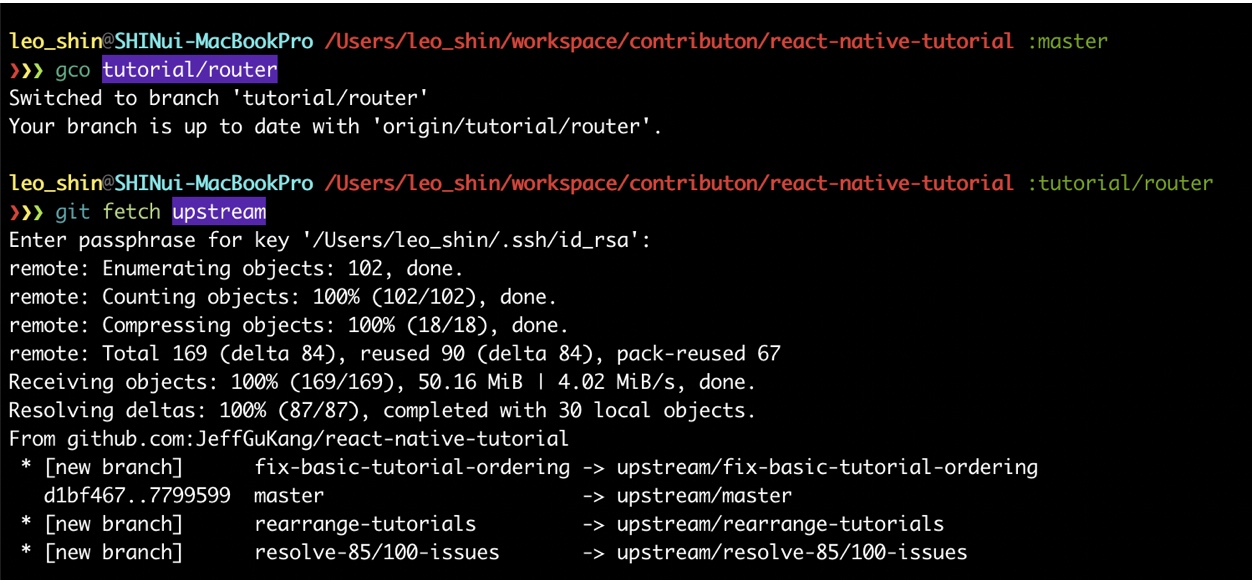 leo_shin@SHINui-MacBookPro /Users/leo_shin/workspace/contributon/react-native-tutorial :master
❯❯❯ gco tutorial/router
Switched to branch 'tutorial/router'
Your branch is up to date with 'origin/tutorial/router'.
leo_shin@SHINui-MacBookPro /Users/leo_shin/workspace/contributon/react-native-tutorial :tutorial/router
❯❯❯ git fetch upstream
Enter passphrase for key '/Users/leo_shin/.ssh/id_rsa':
remote: Enumerating objects: 102, done.
remote: Counting objects: 100% (102/102), done.
remote: Compressing objects: 100% (18/18), done.
remote: Total 169 (delta 84), reused 90 (delta 84), pack-reused 67
Receiving objects: 100% (169/169), 50.16 MiB | 4.02 MiB/s, done.
Resolving deltas: 100% (87/87), completed with 30 local objects.
From github.com:JeffGuKang/react-native-tutorial
 * [new branch]      fix-basic-tutorial-ordering -> upstream/fix-basic-tutorial-ordering
   d1bf467..7799599  master                      -> upstream/master
 * [new branch]      rearrange-tutorials         -> upstream/rearrange-tutorials
 * [new branch]      resolve-85/100-issues       -> upstream/resolve-85/100-issues